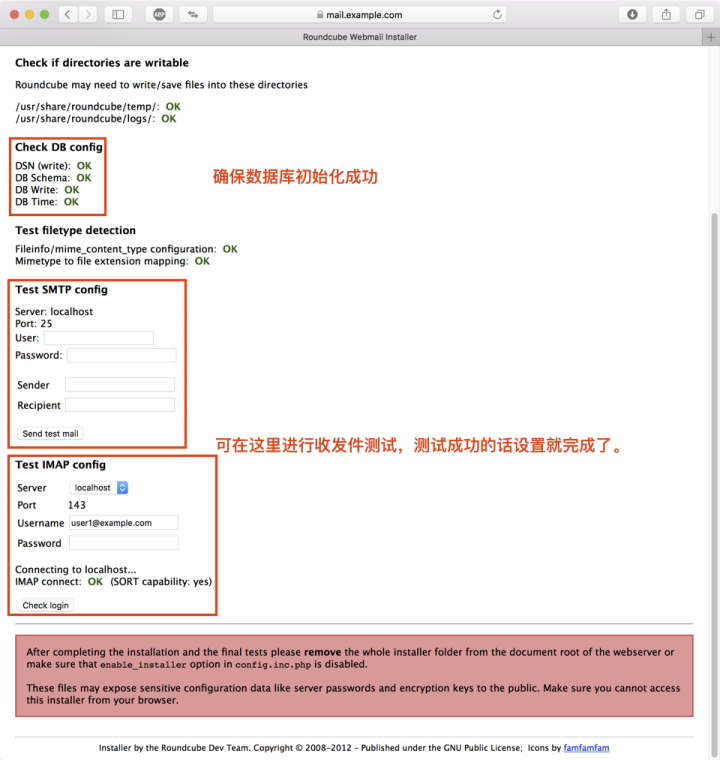 ABP
mail.example.com
Roundcube Webmail Installer
Check if directories are writable
Roundcube may need to write/save files into these directories
/usr/share/roundcube/temp/: OK
/usr/share/roundcube/logs/: OK
Check DB config
DSN (write): OK
DB Schema: OK
DB Write: OK
DB Time: OK
确保数据库初始化成功
Test filetype detection
Fileinfo/mime_content_type configuration: OK
Mimetype to file extension mapping: OK
Test SMTP config
Server: localhost
Port: 25
User:
Password:
Sender
Recipient
Send test mail
可在这里进行收发件测试，测试成功的话设置就完成了。
Test IMAP config
Server localhost
Port 143
Username user1@example.com
Password
Connecting to localhost...
IMAP connect: OK (SORT capability: yes)
Check login
After completing the installation and the final tests please remove the whole installer folder from the document root of the webserver or
make sure that enable_installer option in config.inc.php is disabled.
These files may expose sensitive configuration data like server passwords and encryption keys to the public. Make sure you cannot access
this installer from your browser.
Installer by the Roundcube Dev Team. Copyright © 2008-2012 – Published under the GNU Public License; Icons by famfamfam